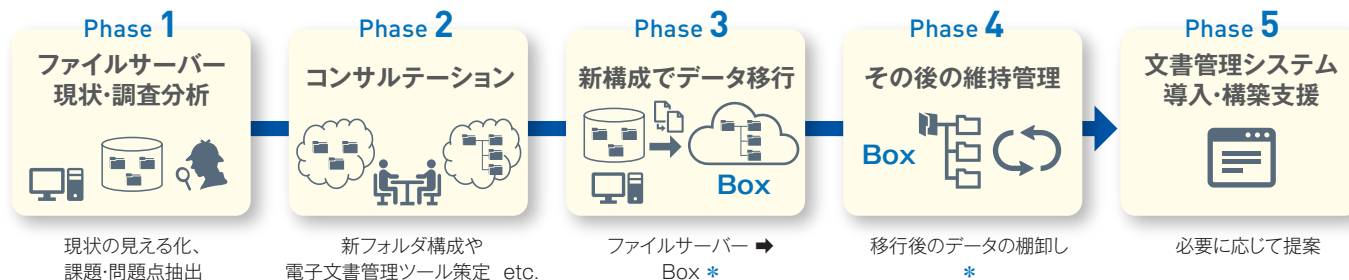 Phase 1
ファイルサーバー
現状・調査分析
現状の見える化、
課題・問題点抽出
Phase 2
コンサルテーション
新フォルダ構成や
電子文書管理ツール策定 etc.
Phase 3
新構成でデータ移行
Box
ファイルサーバー ➡
Box *
Phase 4
その後の維持管理
Box
移行後のデータの棚卸し
*
Phase 5
文書管理システム
導入・構築支援
必要に応じて提案